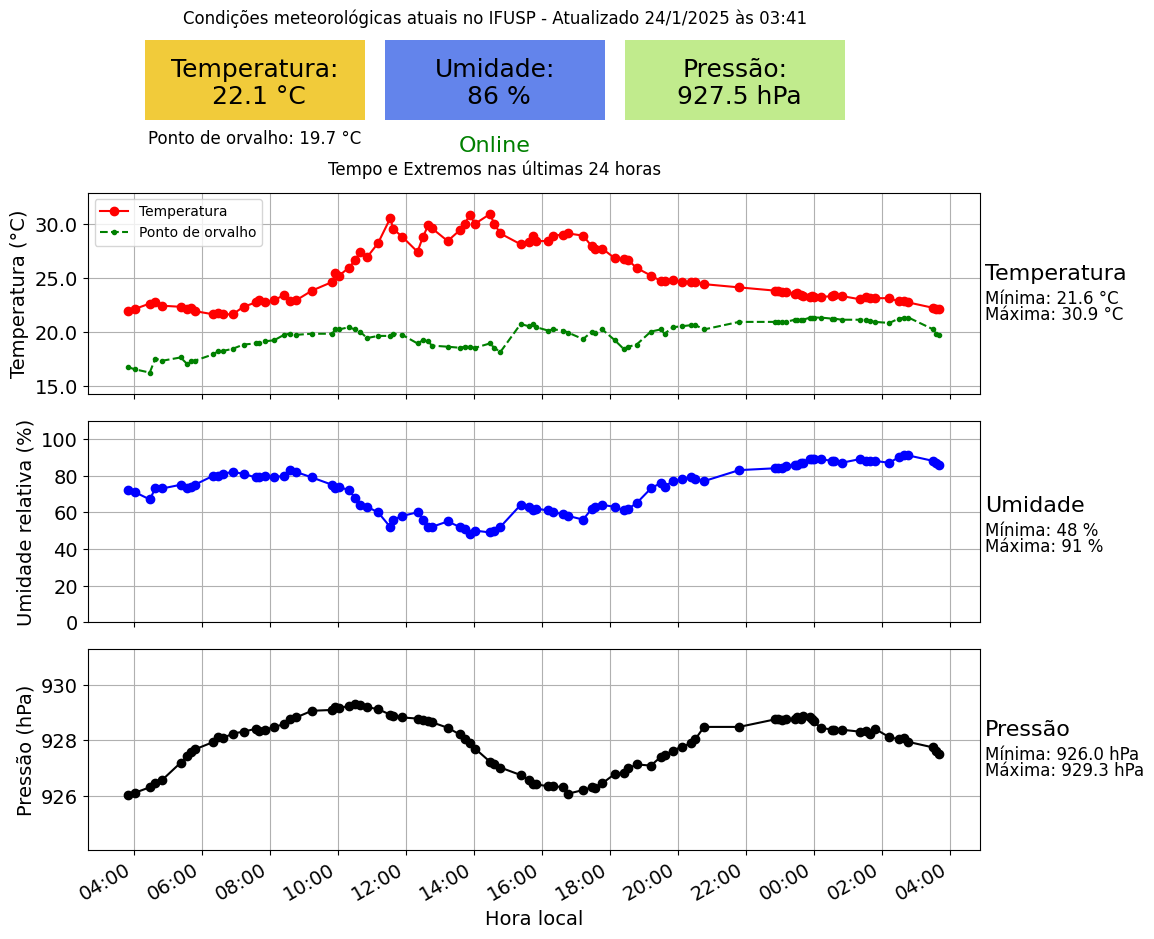 Condições meteorológicas atuais no IFUSP - Atualizado 24/1/2025 às 03:41
Temperatura:
22.1 °C
Umidade:
86 %
Pressão:
927.5 hPa
Ponto de orvalho: 19.7 °C
Online
Tempo e Extremos nas últimas 24 horas
Temperatura (°C)
30.0
25.0
20.0
15.0
Temperatura
Ponto de orvalho
Temperatura
Mínima: 21.6 °C
Máxima: 30.9 °C
Umidade relativa (%)
100
80
60
40
20
0
Umidade
Mínima: 48 %
Máxima: 91 %
Pressão (hPa)
930
928
926
Pressão
Mínima: 926.0 hPa
Máxima: 929.3 hPa
04:00 06:00 08:00 10:00 12:00 14:00 16:00 18:00 20:00 22:00 00:00 02:00 04:00
Hora local